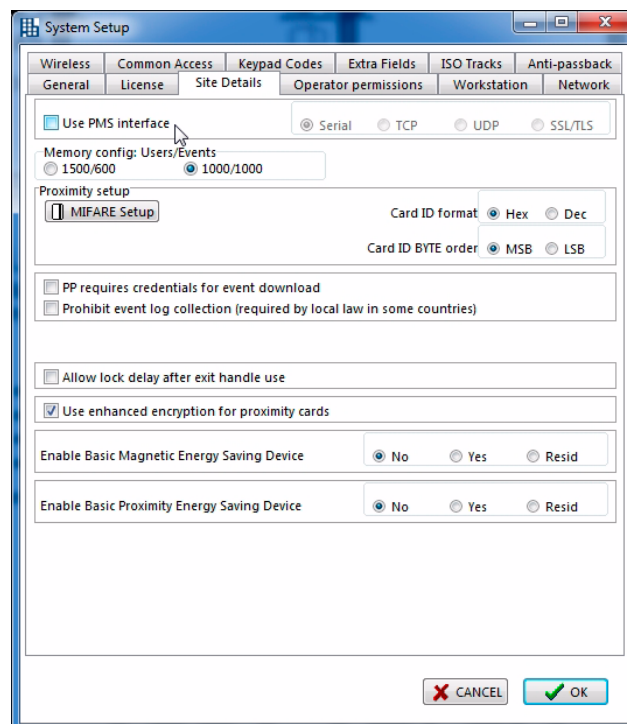 System Setup
Wireless Common Access Keypad Codes Extra Fields ISO Tracks Anti-passback
General License Site Details Operator permissions Workstation Network
Use PMS interface Serial TCP UDP SSL/TLS
Memory config: Users/Events
1500/600 1000/1000
Proximity setup
MIFARE Setup Card ID format Hex Dec
Card ID BYTE order MSB LSB
PP requires credentials for event download
Prohibit event log collection (required by local law in some countries)
Allow lock delay after exit handle use
Use enhanced encryption for proximity cards
Enable Basic Magnetic Energy Saving Device No Yes Resid
Enable Basic Proximity Energy Saving Device No Yes Resid
CANCEL OK